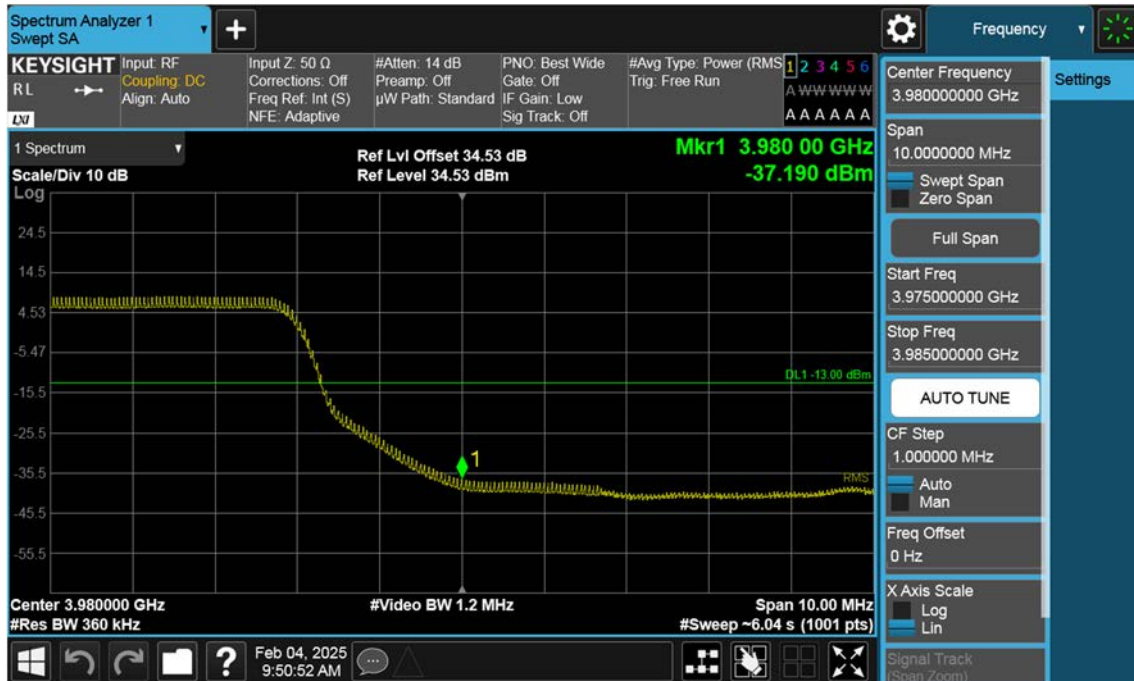 Spectrum Analyzer 1
Swept SA
Frequency
KEYSIGHT
R L
LXI
Input: RF
Coupling: DC
Align: Auto
Input Z: 50 Ω
Corrections: Off
Freq Ref: Int (S)
NFE: Adaptive
#Atten: 14 dB
Preamp: Off
µW Path: Standard
PNO: Best Wide
Gate: Off
IF Gain: Low
Sig Track: Off
#Avg Type: Power (RMS
Trig: Free Run
1 2 3 4 5 6
A W W W W W
A A A A A A
1 Spectrum
Scale/Div 10 dB
Ref Lvl Offset 34.53 dB
Ref Level 34.53 dBm
Mkr1 3.980 00 GHz
-37.190 dBm
Log
24.5
14.5
4.53
-5.47
-15.5
-25.5
-35.5
-45.5
-55.5
DL1 -13.00 dBm
1
RMS
Center 3.980000 GHz
#Video BW 1.2 MHz
Span 10.00 MHz
#Res BW 360 kHz
#Sweep ~6.04 s (1001 pts)
Center Frequency
3.980000000 GHz
Settings
Span
10.0000000 MHz
Swept Span
Zero Span
Full Span
Start Freq
3.975000000 GHz
Stop Freq
3.985000000 GHz
AUTO TUNE
CF Step
1.000000 MHz
Auto
Man
Freq Offset
0 Hz
X Axis Scale
Log
Lin
Signal Track
(Span Zoom)
?
Feb 04, 2025
9:50:52 AM